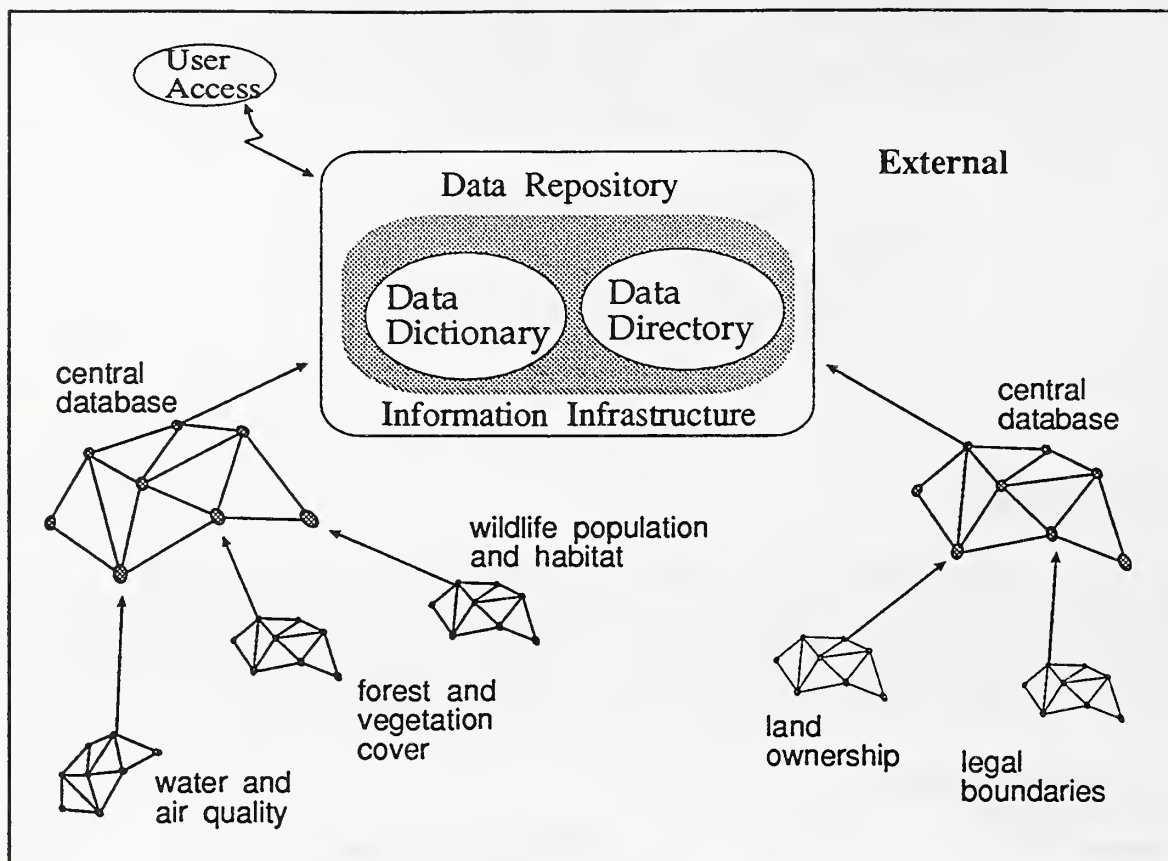 User
Access
External
Data Repository
Data
Dictionary
Data
Directory
Information Infrastructure
central
database
central
database
wildlife population
and habitat
forest and
vegetation
cover
water and
air quality
land
ownership
legal
boundaries